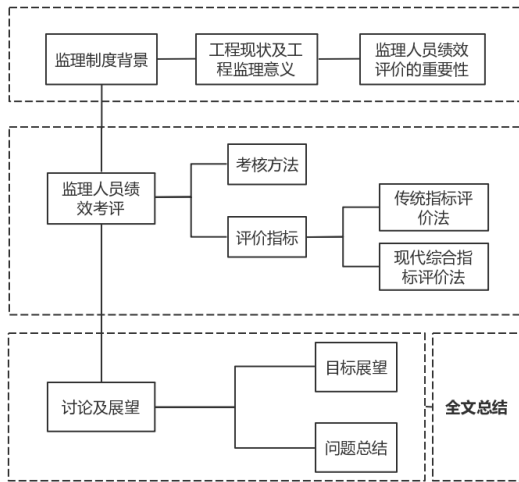 监理制度背景
工程现状及工
程监理意义
监理人员绩效
评价的重要性
监理人员绩
效考评
考核方法
评价指标
传统指标评
价法
现代综合指
标评价法
讨论及展望
目标展望
问题总结
全文总结